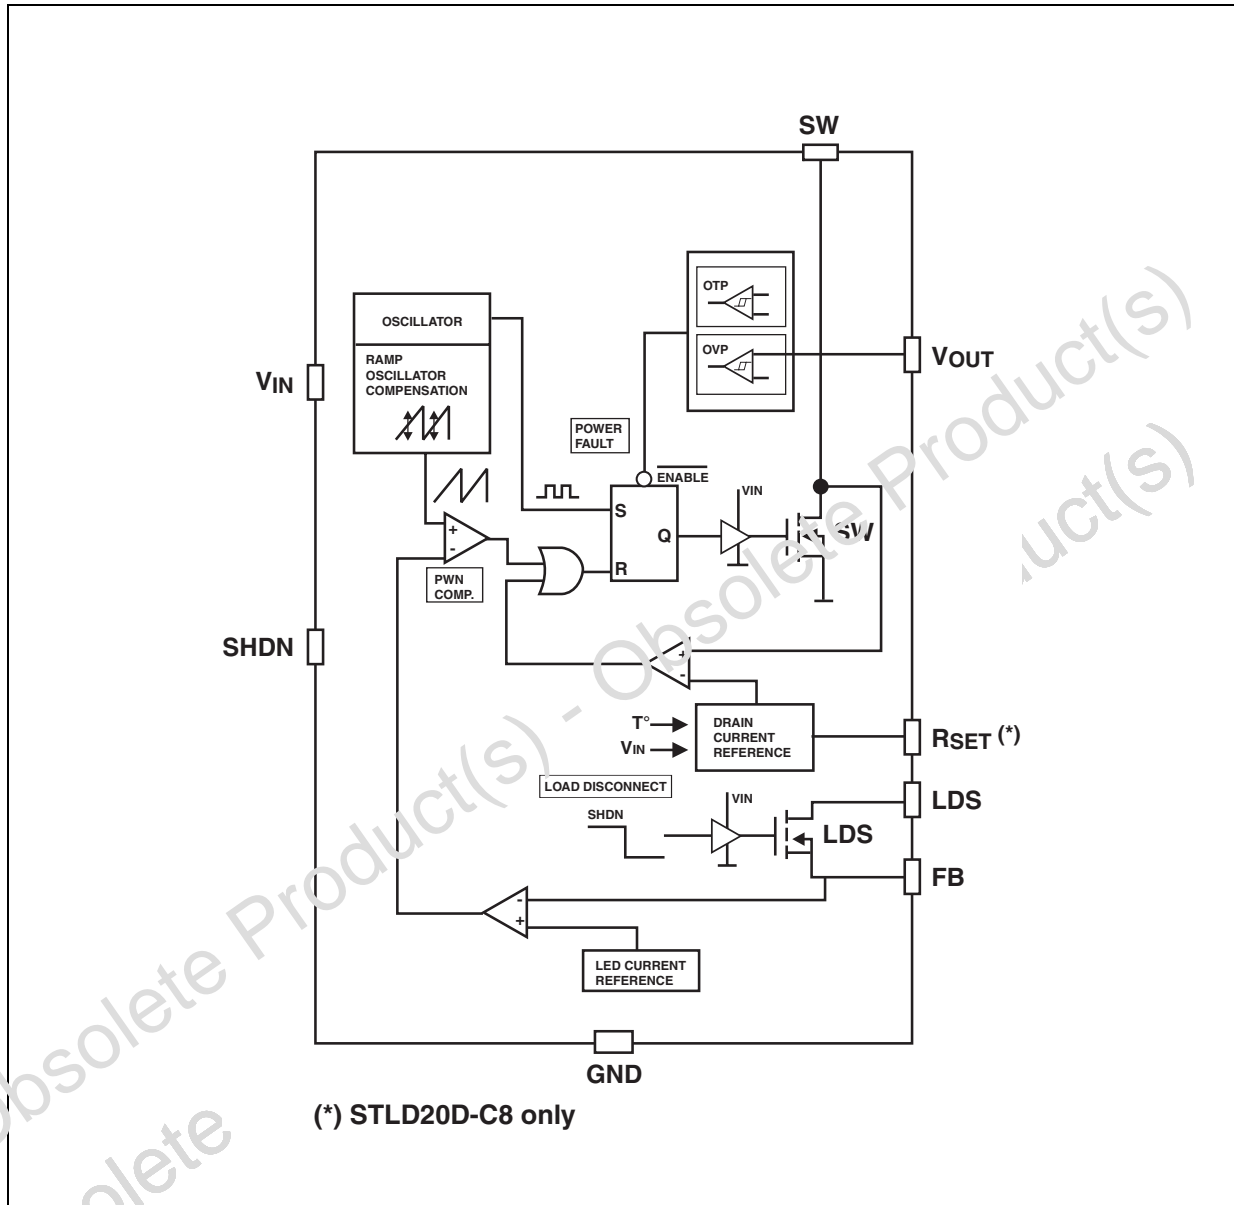 SW
OTP
OSCILLATOR
OVP
VOUT
RAMP
OSCILLATOR
COMPENSATION
VIN
POWER
FAULT
ENABLE
VIN
S
Q
SW
+
-
R
PWN
COMP.
SHDN
+
-
T°
VIN
DRAIN
CURRENT
REFERENCE
RSET (*)
LOAD DISCONNECT
VIN
LDS
SHDN
LDS
FB
-
+
LED CURRENT
REFERENCE
GND
(*) STLD20D-C8 only
Obsolete Product(s) - Obsolete Product(s)